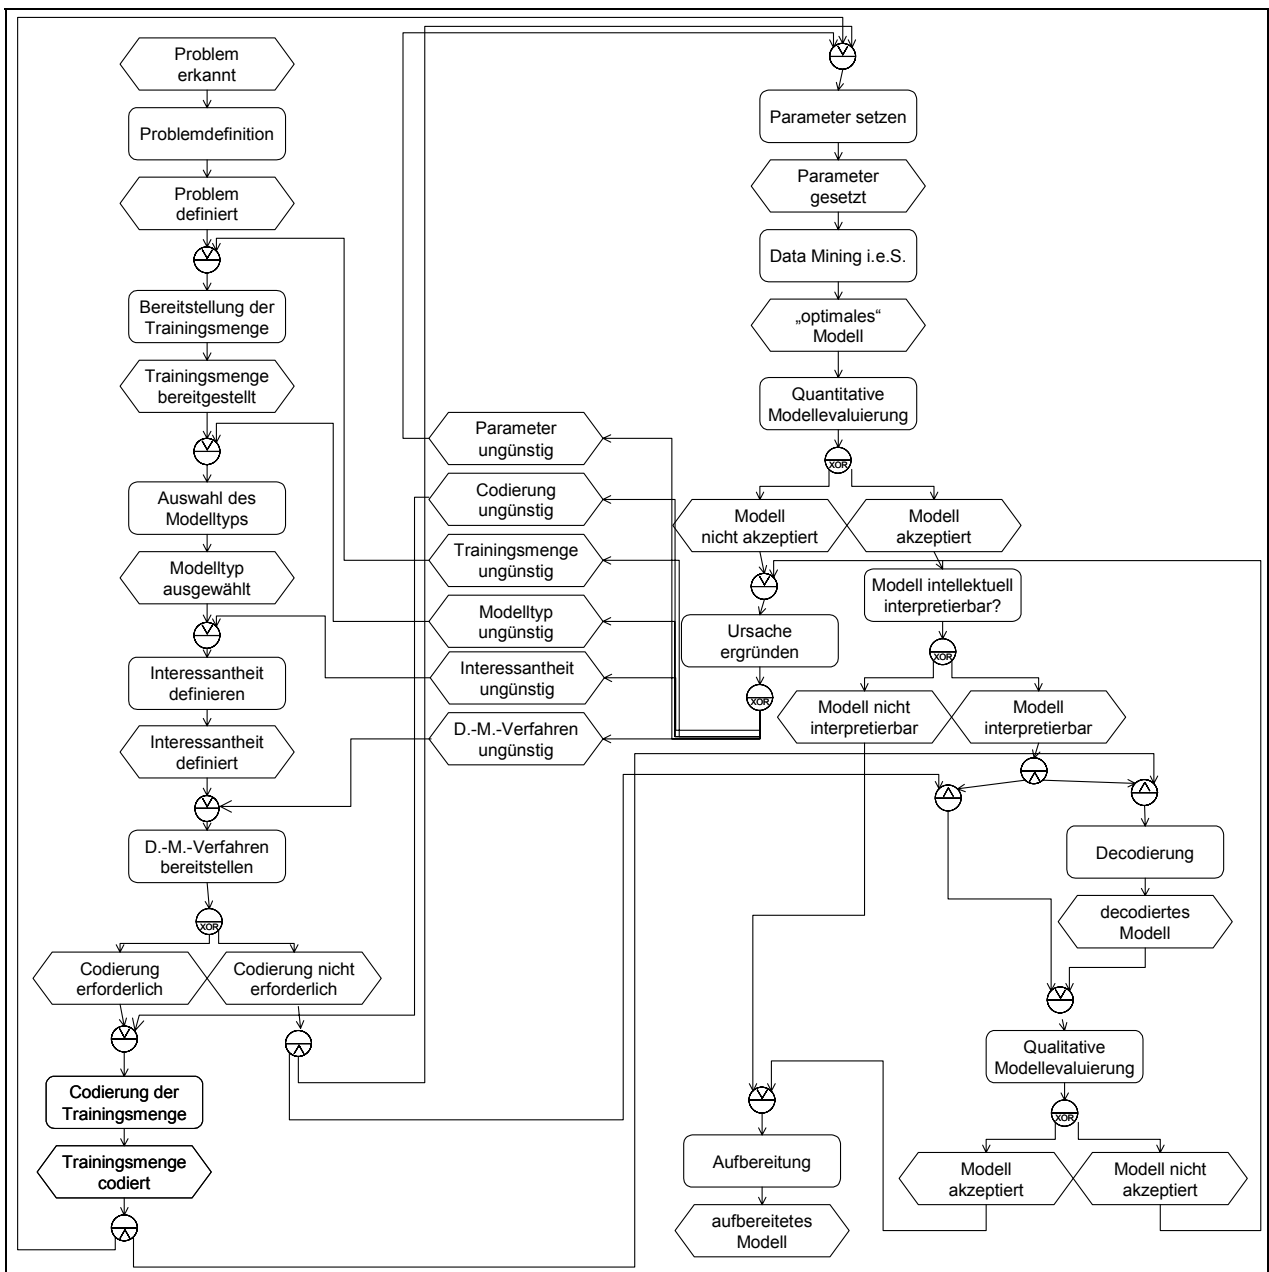 Problem
erkannt
Problemdefinition
Problem
definiert
Bereitstellung der
Trainingsmenge
Trainingsmenge
bereitgestellt
Auswahl des
Modelltyps
Modelltyp
ausgewählt
Interessantheit
definieren
Interessantheit
definiert
D.-M.-Verfahren
bereitstellen
XOR
Codierung
erforderlich
Codierung nicht
erforderlich
Codierung der
Trainingsmenge
Trainingsmenge
codiert
Parameter
ungünstig
Codierung
ungünstig
Trainingsmenge
ungünstig
Modelltyp
ungünstig
Interessantheit
ungünstig
D.-M.-Verfahren
ungünstig
Parameter setzen
Parameter
gesetzt
Data Mining i.e.S.
„optimales“
Modell
Quantitative
Modellevaluierung
XOR
Modell
nicht akzeptiert
Modell
akzeptiert
Modell intellektuell
interpretierbar?
Ursache
ergründen
XOR
XOR
Modell nicht
interpretierbar
Modell
interpretierbar
Decodierung
decodiertes
Modell
Qualitative
Modellevaluierung
XOR
Modell
akzeptiert
Modell nicht
akzeptiert
Aufbereitung
aufbereitetes
Modell